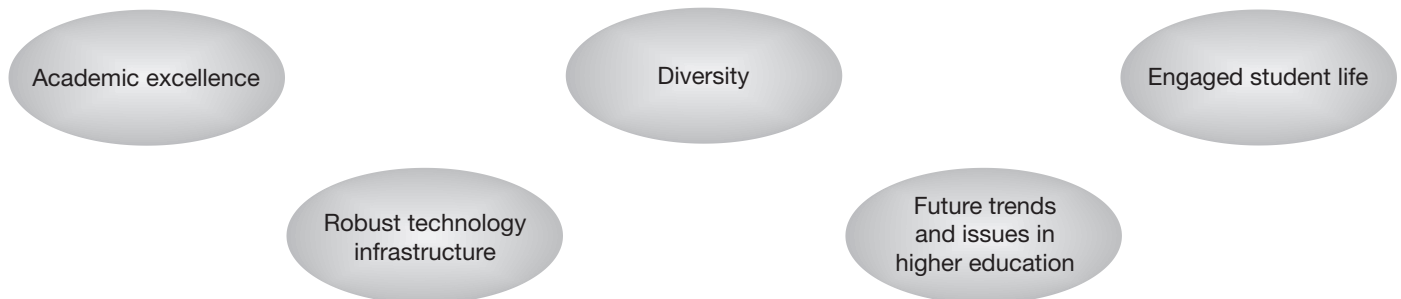 Academic excellence
Diversity
Engaged student life
Robust technology
infrastructure
Future trends
and issues in
higher education